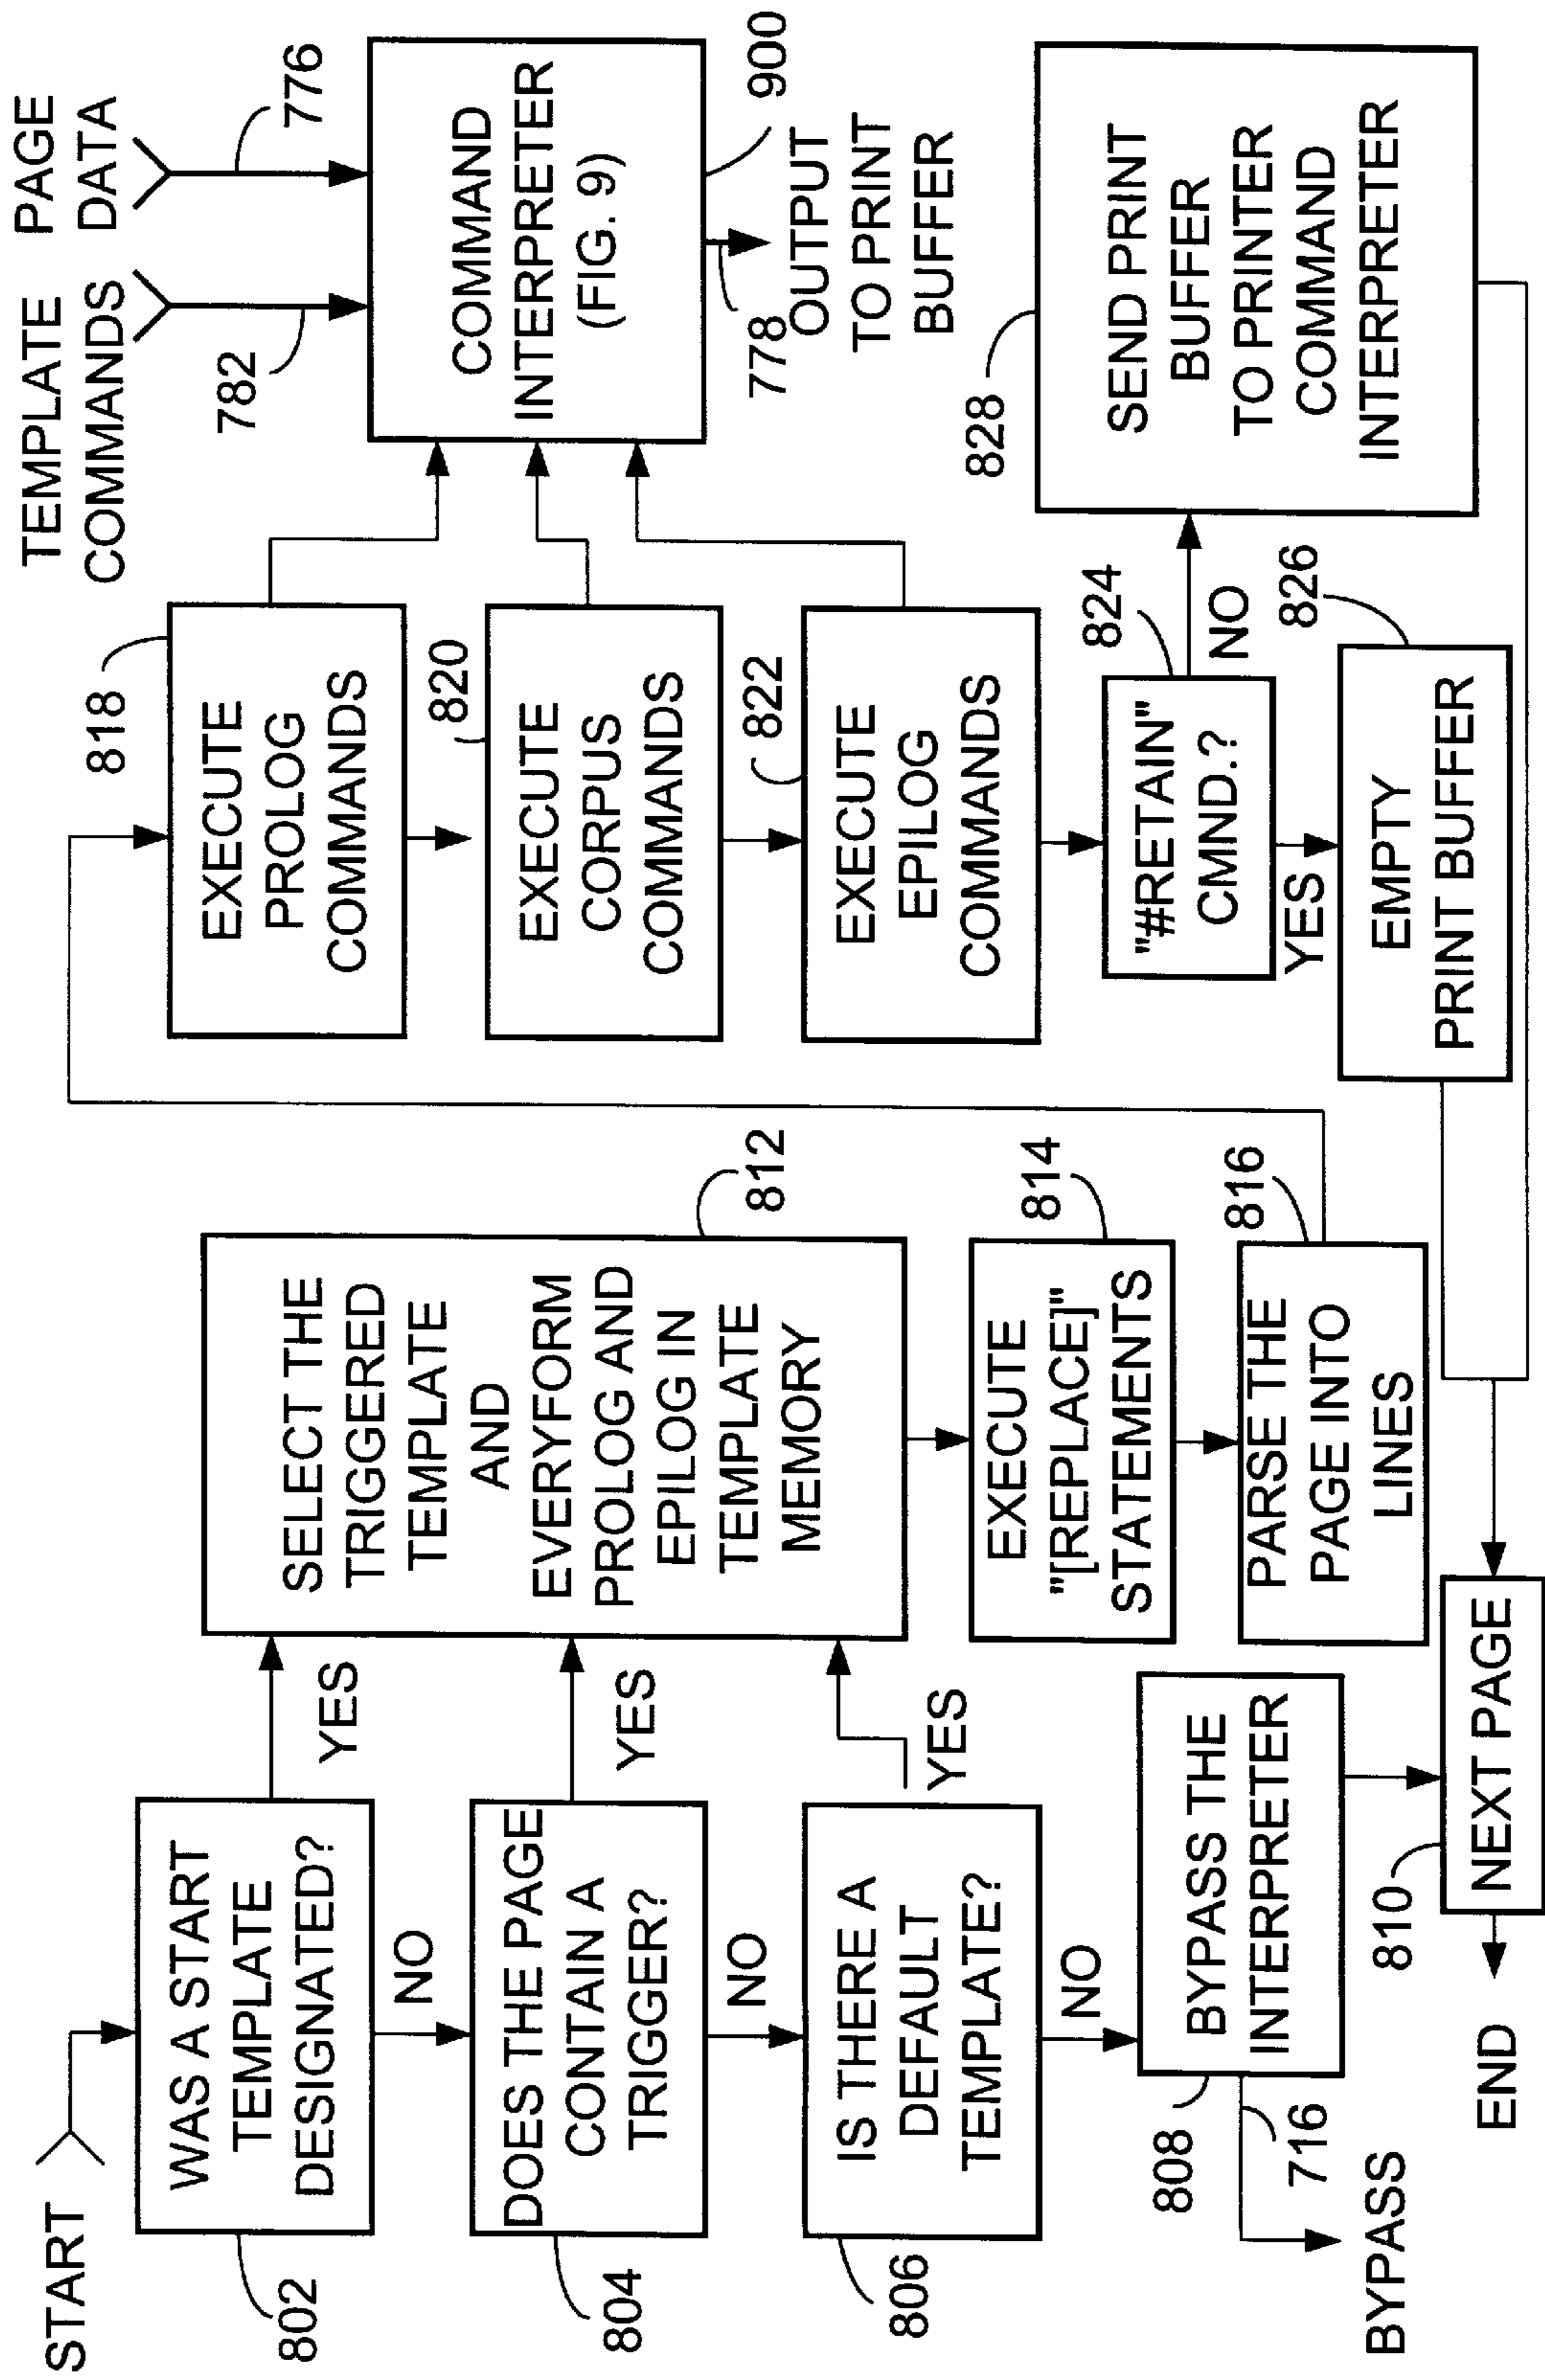 START
802
WAS A START
TEMPLATE
DESIGNATED?
YES
NO
804
DOES THE PAGE
CONTAIN A
TRIGGER?
YES
NO
806
IS THERE A
DEFAULT
TEMPLATE?
YES
NO
808
BYPASS THE
INTERPRETER
716
BYPASS
810
NEXT PAGE
END
SELECT THE
TRIGGERED
TEMPLATE
AND
EVERYFORM
PROLOG AND
EPILOG IN
TEMPLATE
MEMORY
812
EXECUTE
"[REPLACE]"
STATEMENTS
814
PARSE THE
PAGE INTO
LINES
816
818
EXECUTE
PROLOG
COMMANDS
820
EXECUTE
CORPUS
COMMANDS
822
EXECUTE
EPILOG
COMMANDS
824
"#RETAIN"
CMND.?
NO
YES
826
EMPTY
PRINT BUFFER
TEMPLATE
COMMANDS
782
PAGE
DATA
776
COMMAND
INTERPRETER
(FIG. 9)
900
778
OUTPUT
TO PRINT
BUFFER
828
SEND PRINT
BUFFER
TO PRINTER
COMMAND
INTERPRETER